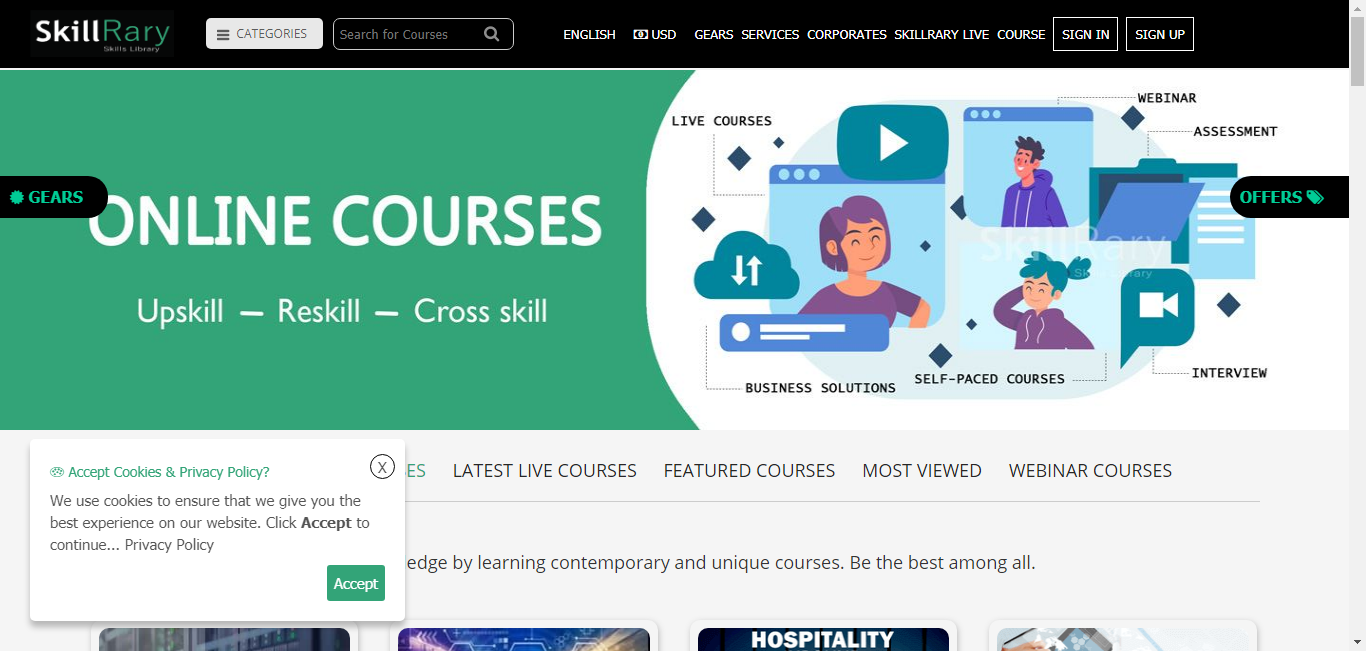 SkillRary
Skills Library
CATEGORIES
Search for Courses
ENGLISH USD GEARS SERVICES CORPORATES SKILLRARY LIVE COURSE SIGN IN SIGN UP
GEARS
ONLINE COURSES
Upskill — Reskill — Cross skill
LIVE COURSES
WEBINAR
ASSESSMENT
OFFERS
SkillRary
BUSINESS SOLUTIONS
SELF-PACED COURSES
INTERVIEW
LATEST LIVE COURSES FEATURED COURSES MOST VIEWED WEBINAR COURSES
Accept Cookies & Privacy Policy?
X
We use cookies to ensure that we give you the
best experience on our website. Click Accept to
continue... Privacy Policy
Accept
edge by learning contemporary and unique courses. Be the best among all.
HOSPITALITY